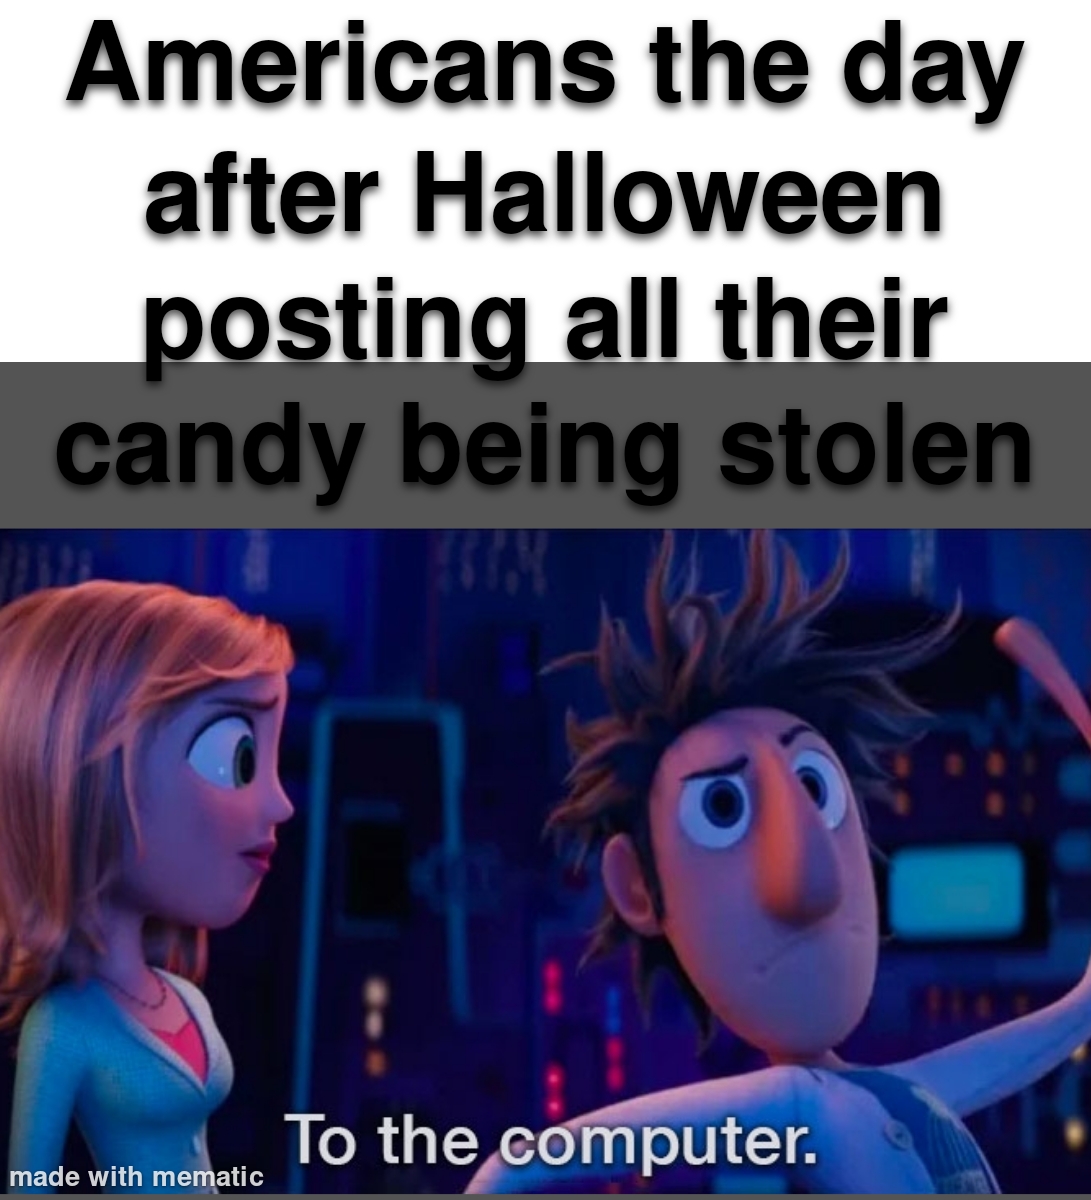 Americans the day
after Halloween
posting all their
candy being stolen
To the computer.
made with mematic